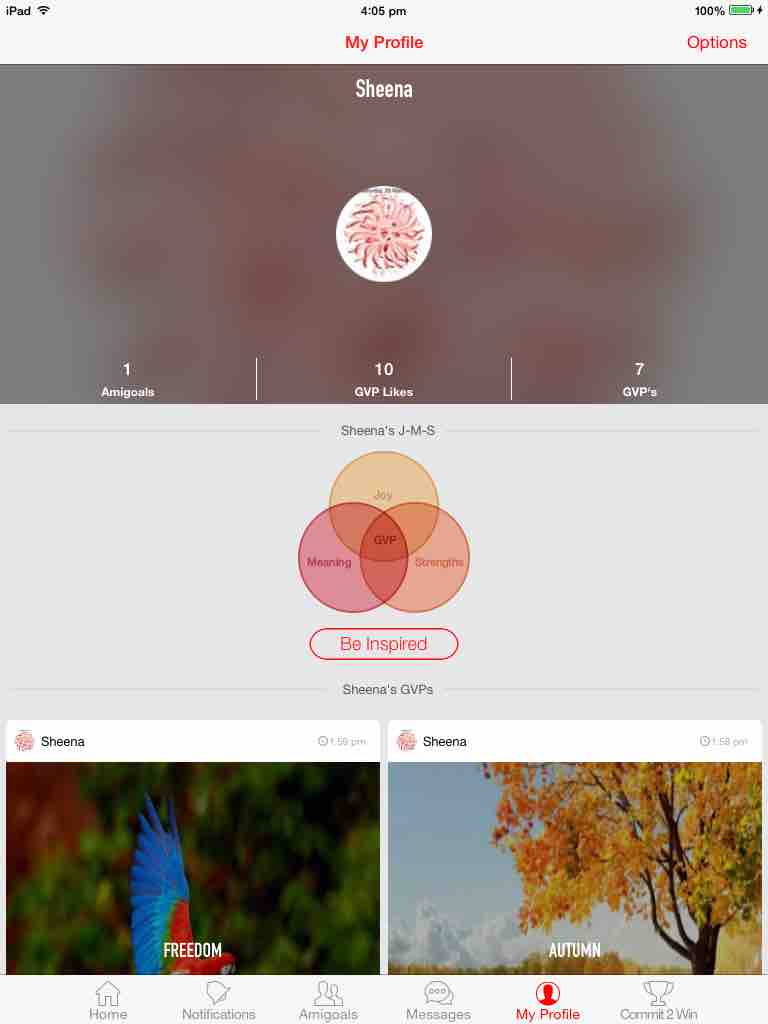 iPad 4:05 pm 100%
My Profile Options
Sheena
1 10 7
Amigoals GVP Likes GVP's
Sheena's J-M-S
Joy
GVP
Meaning Strengths
Be Inspired
Sheena's GVPs
Sheena 1:59 pm Sheena 1:58 pm
FREEDOM AUTUMN
Home Notifications Amigoals Messages My Profile Commit 2 Win